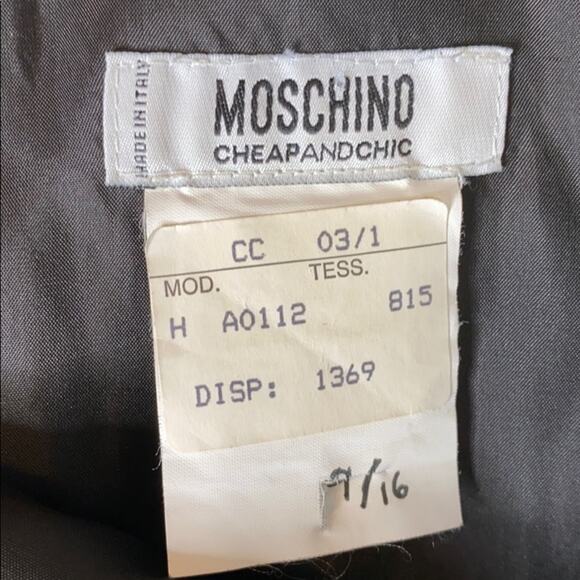 MADE IN ITALY
MOSCHINO
CHEAPANDCHIC
CC 03/1
MOD. TESS.
H A0112 815
DISP: 1369
9/16